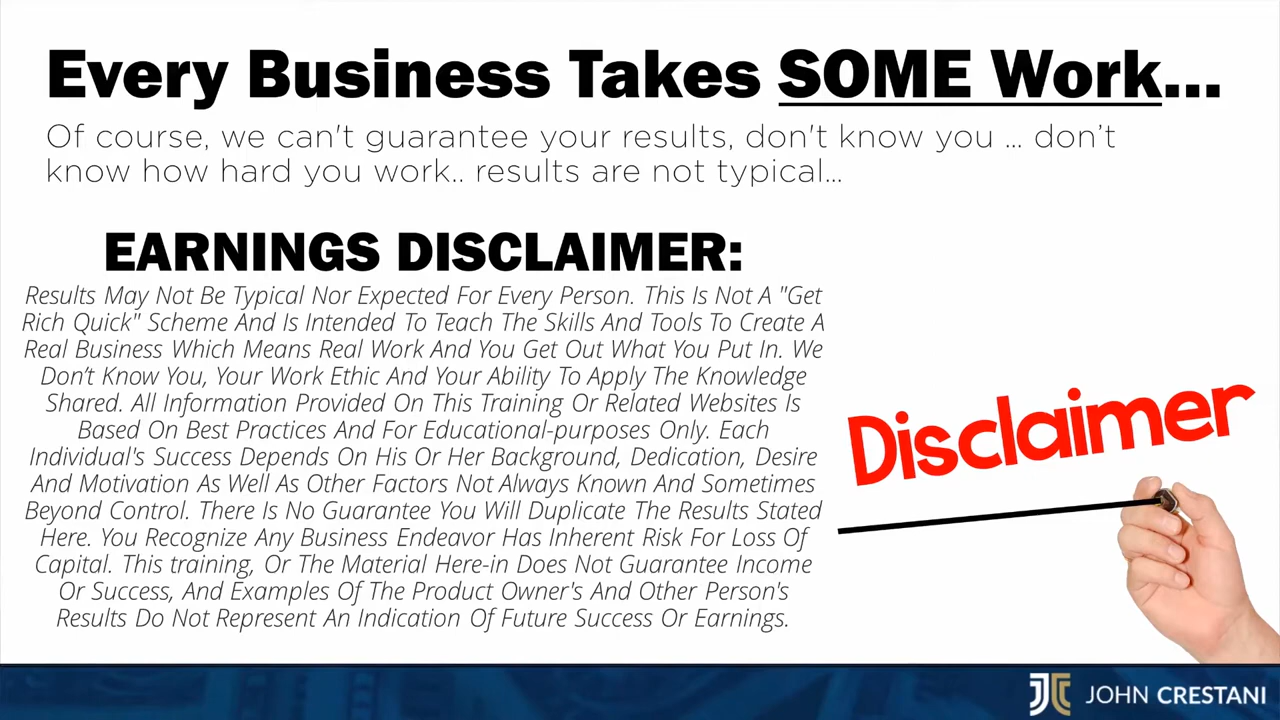 Every Business Takes SOME Work...
Of course, we can't guarantee your results, don't know you ... don’t
know how hard you work.. results are not typical...
EARNINGS DISCLAIMER:
Results May Not Be Typical Nor Expected For Every Person. This Is Not A "Get
Rich Quick" Scheme And Is Intended To Teach The Skills And Tools To Create A
Real Business Which Means Real Work And You Get Out What You Put In. We
Don’t Know You, Your Work Ethic And Your Ability To Apply The Knowledge
Shared. All Information Provided On This Training Or Related Websites Is
Based On Best Practices And For Educational-purposes Only. Each
Individual's Success Depends On His Or Her Background, Dedication, Desire
And Motivation As Well As Other Factors Not Always Known And Sometimes
Beyond Control. There Is No Guarantee You Will Duplicate The Results Stated
Here. You Recognize Any Business Endeavor Has Inherent Risk For Loss Of
Capital. This training, Or The Material Here-in Does Not Guarantee Income
Or Success, And Examples Of The Product Owner's And Other Person's
Results Do Not Represent An Indication Of Future Success Or Earnings.
Disclaimer
JC JOHN CRESTANI